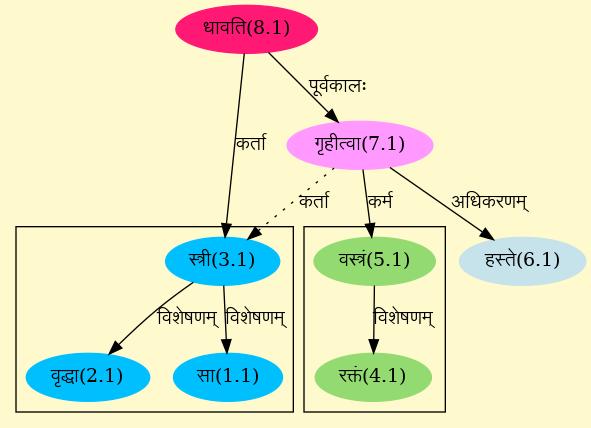 धावति(8.1)
पूर्वकालः
कर्ता
गृहीत्वा(7.1)
कर्ता
कर्म
अधिकरणम्
स्त्री(3.1)
वस्त्रं(5.1)
हस्ते(6.1)
विशेषणम्
विशेषणम्
विशेषणम्
वृद्धा(2.1)
सा(1.1)
रक्तं(4.1)